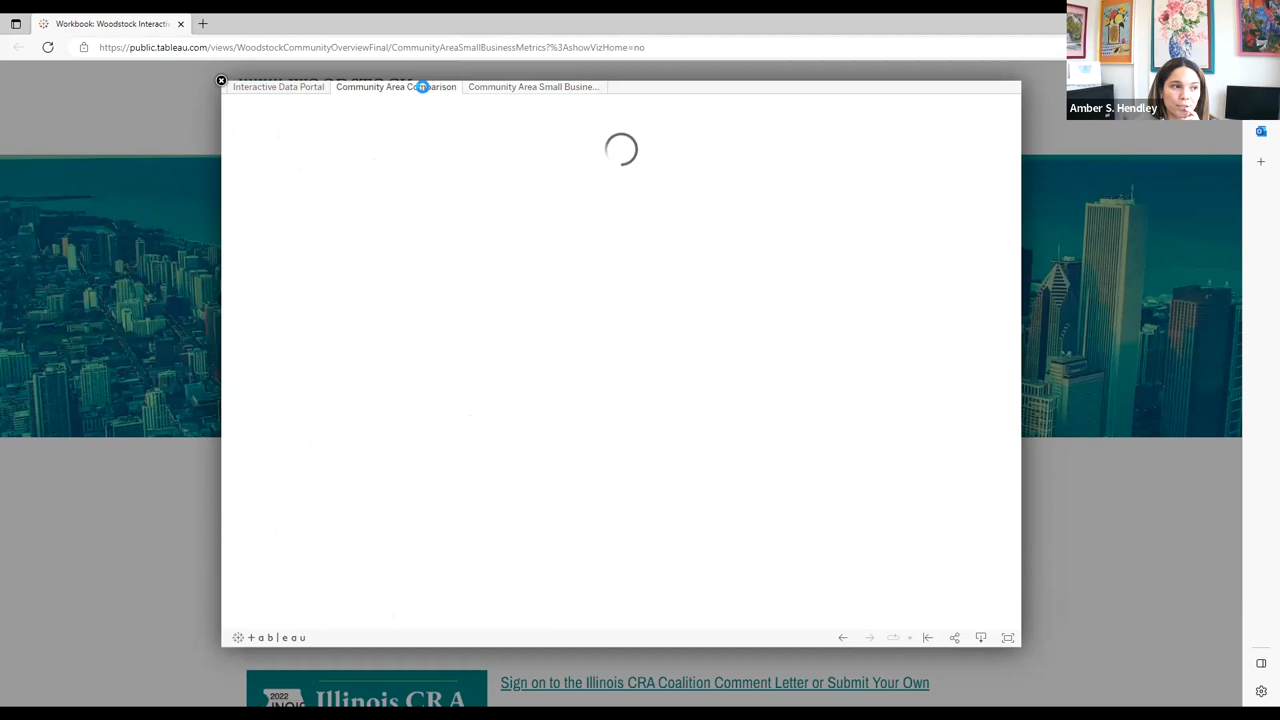 Workbook: Woodstock Interacti
https://public.tableau.com/views/WoodstockCommunityOverviewFinal/CommunityAreaSmallBusinessMetrics?%3AshowVizHome=no
Amber S. Hendley
Interactive Data Portal
Community Area Comparison
Community Area Small Busine...
+ableau
2022
Illinois CRA
Sign on to the Illinois CRA Coalition Comment Letter or Submit Your Own